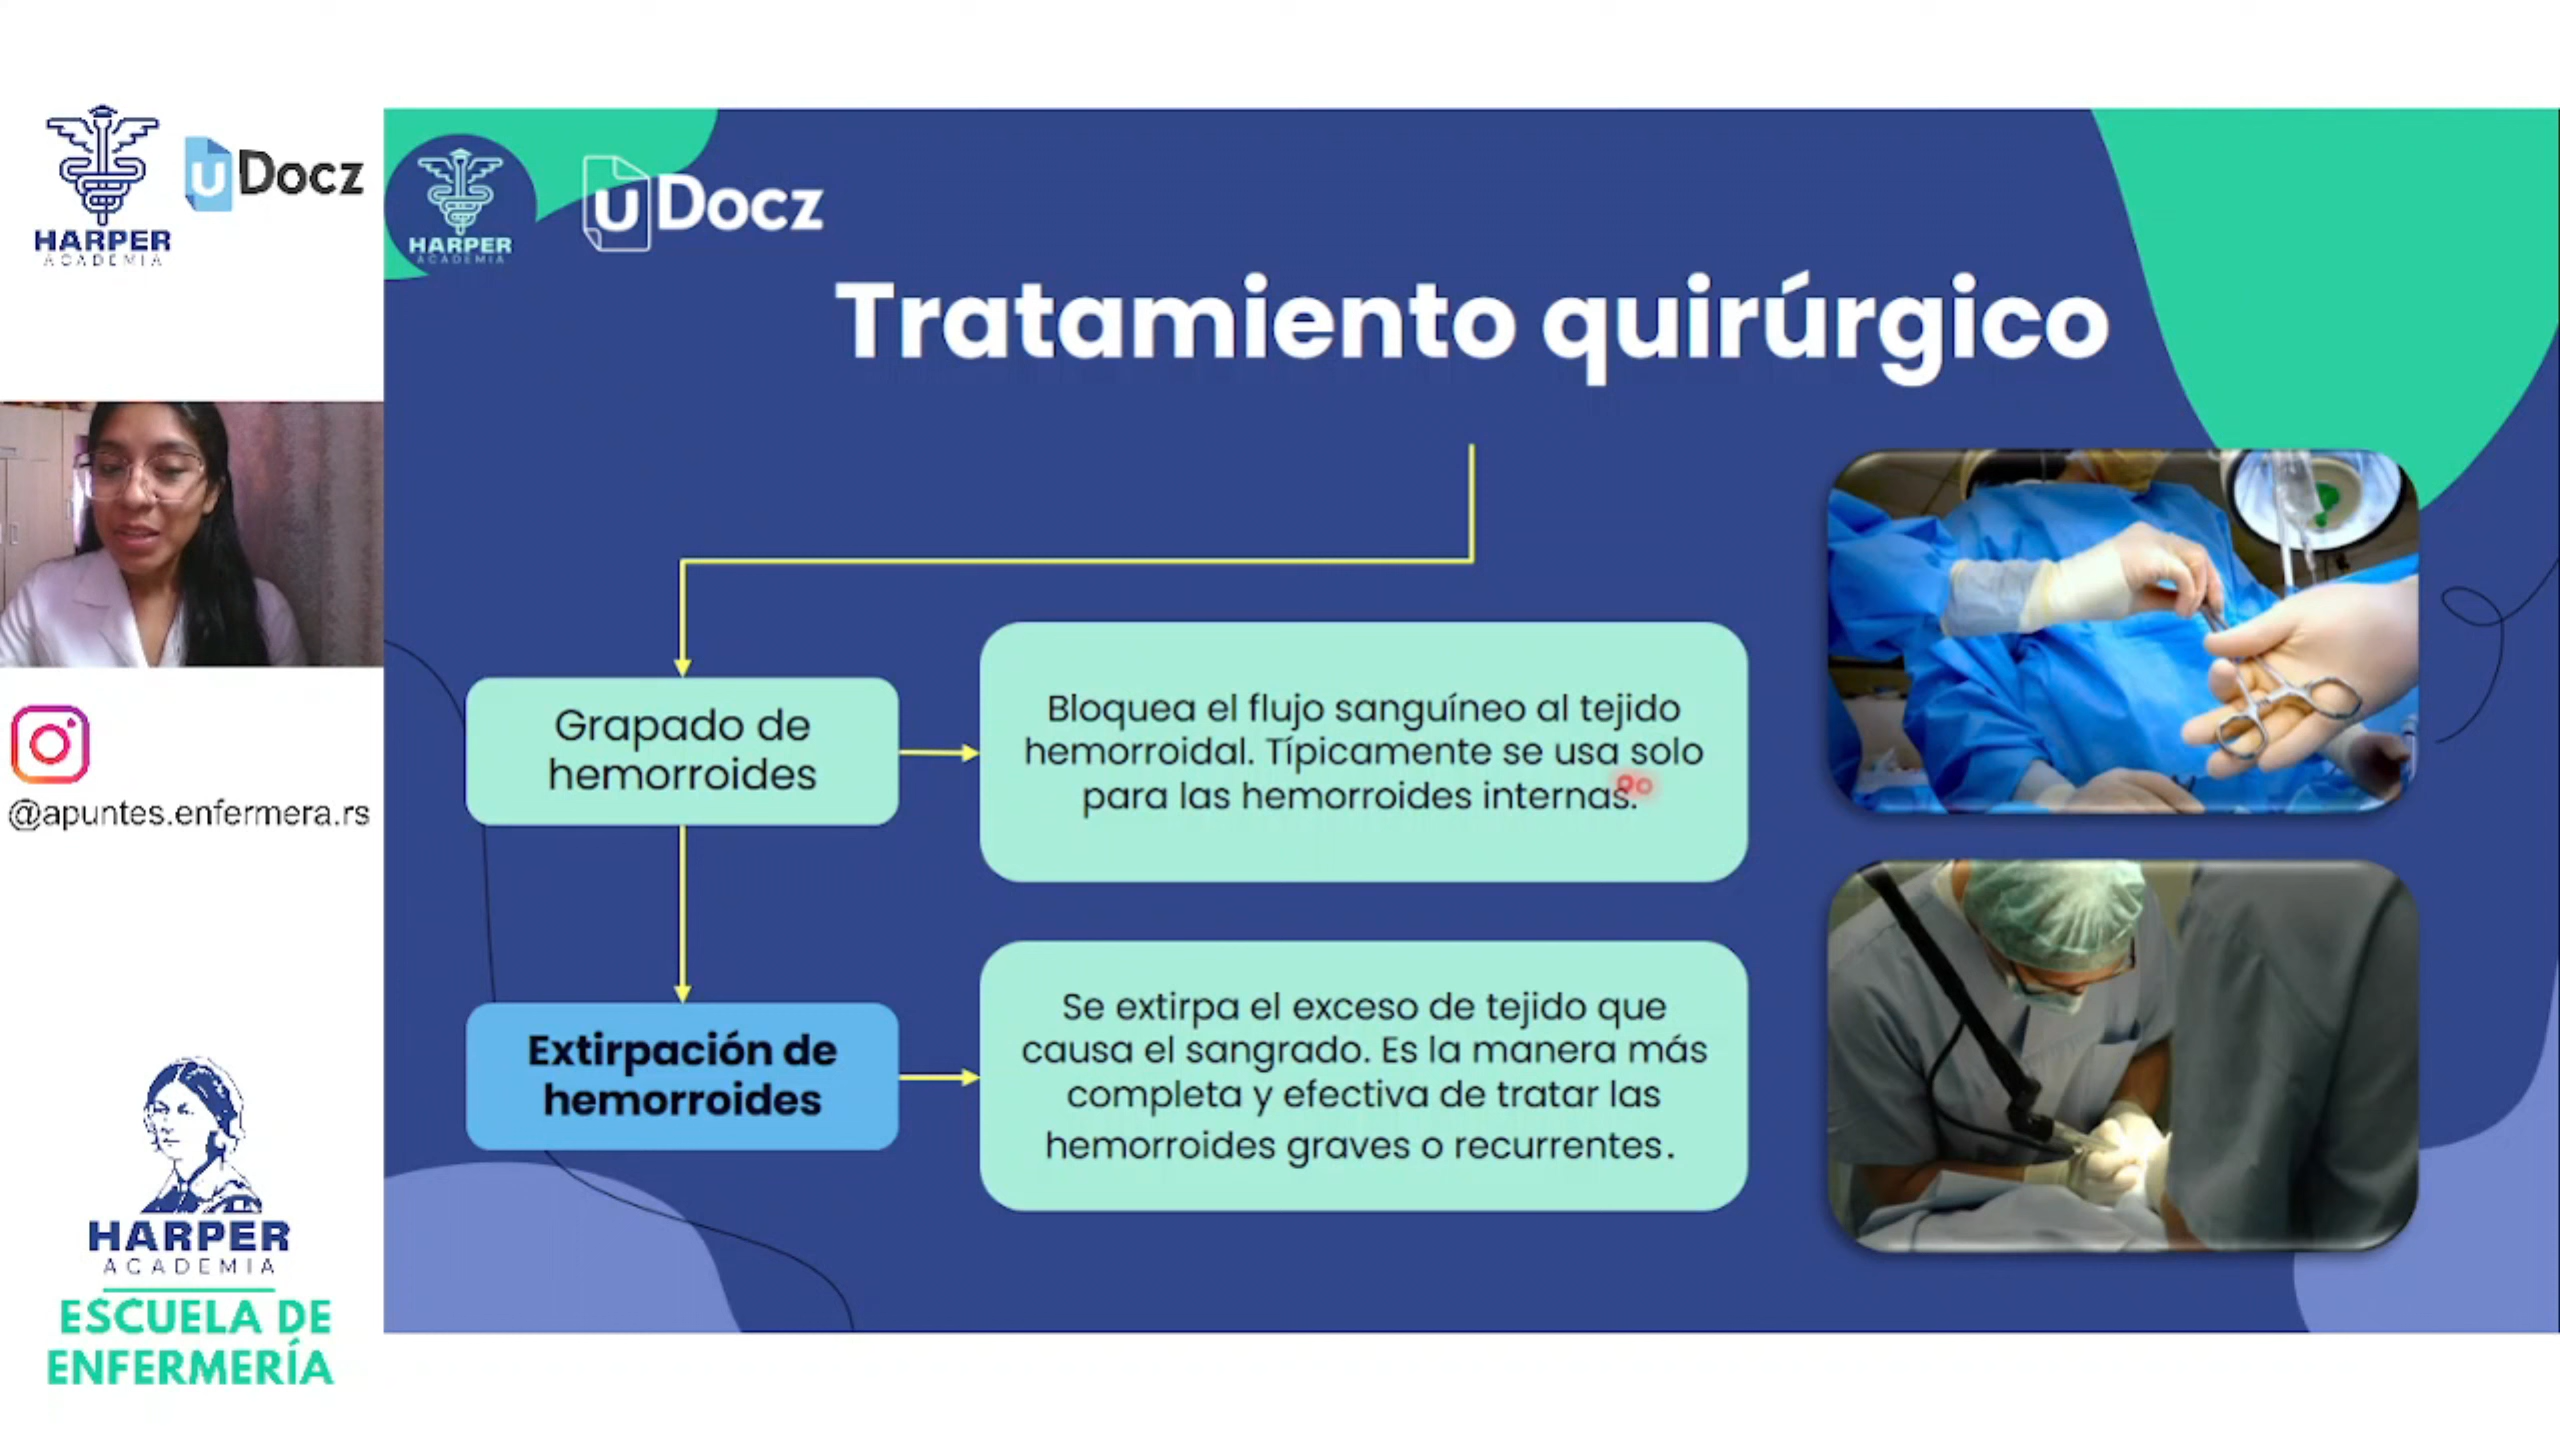 HARPER
ACADEMIA
uDocz
@apuntes.enfermera.rs
HARPER
ACADEMIA
ESCUELA DE
ENFERMERÍA
HARPER
ACADEMIA
uDocz
Tratamiento quirúrgico
Grapado de
hemorroides
Bloquea el flujo sanguíneo al tejido
hemorroidal. Típicamente se usa solo
para las hemorroides internas.
Extirpación de
hemorroides
Se extirpa el exceso de tejido que
causa el sangrado. Es la manera más
completa y efectiva de tratar las
hemorroides graves o recurrentes.